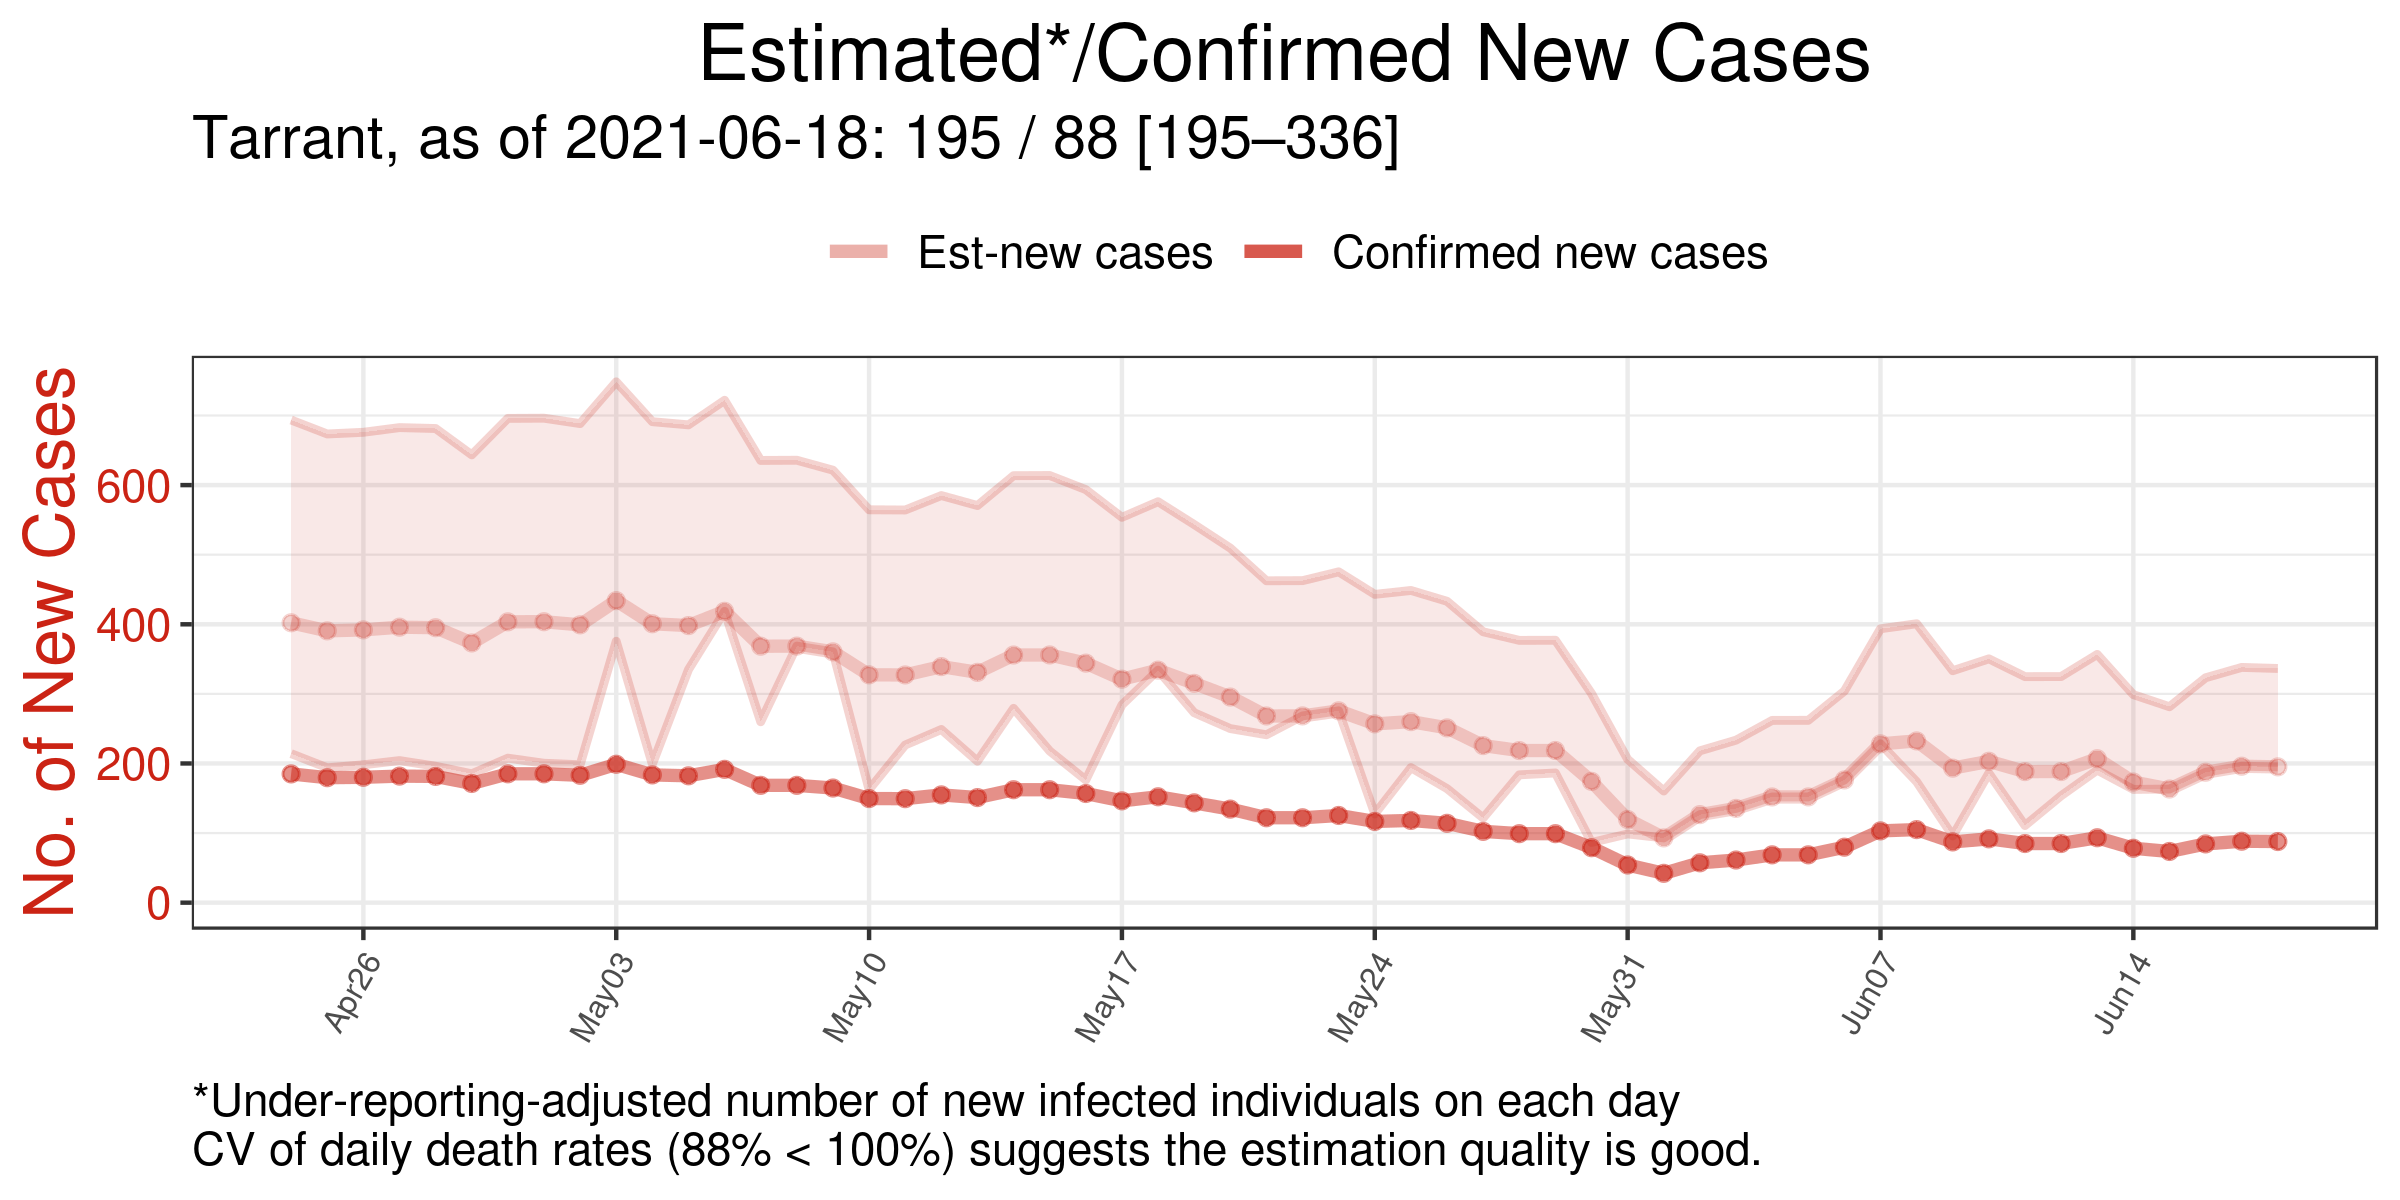 Estimated*/Confirmed New Cases
Tarrant, as of 2021-06-18: 195 / 88 [195–336]
Est-new cases
Confirmed new cases
No. of New Cases
600
400
200
0
Apr26
May03
May10
May17
May24
May31
Jun07
Jun14
*Under-reporting-adjusted number of new infected individuals on each day
CV of daily death rates (88% < 100%) suggests the estimation quality is good.